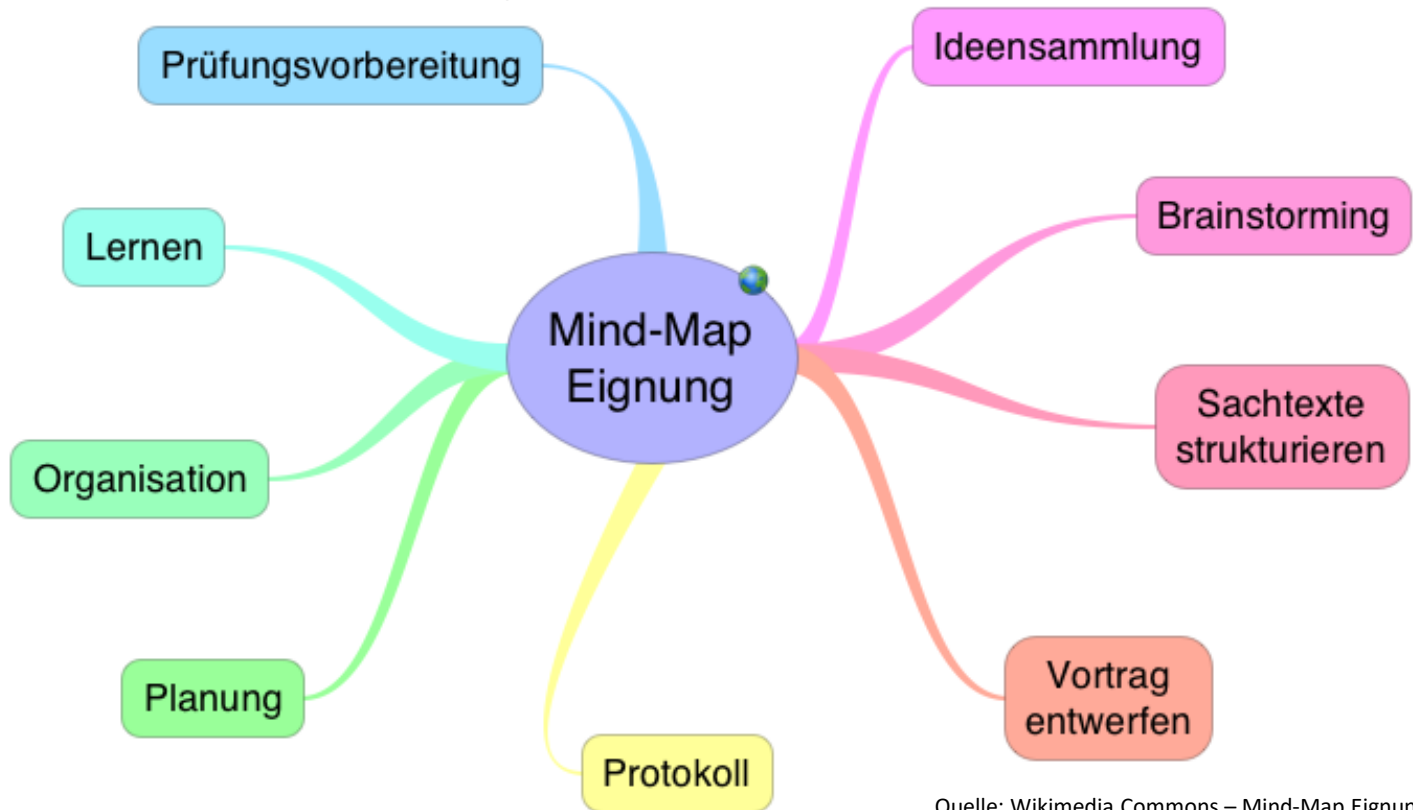 Mind-Map
Eignung
Ideensammlung
Brainstorming
Sachtexte
strukturieren
Vortrag
entwerfen
Protokoll
Planung
Organisation
Lernen
Prüfungsvorbereitung
Quelle: Wikimedia Commons – Mind-Map